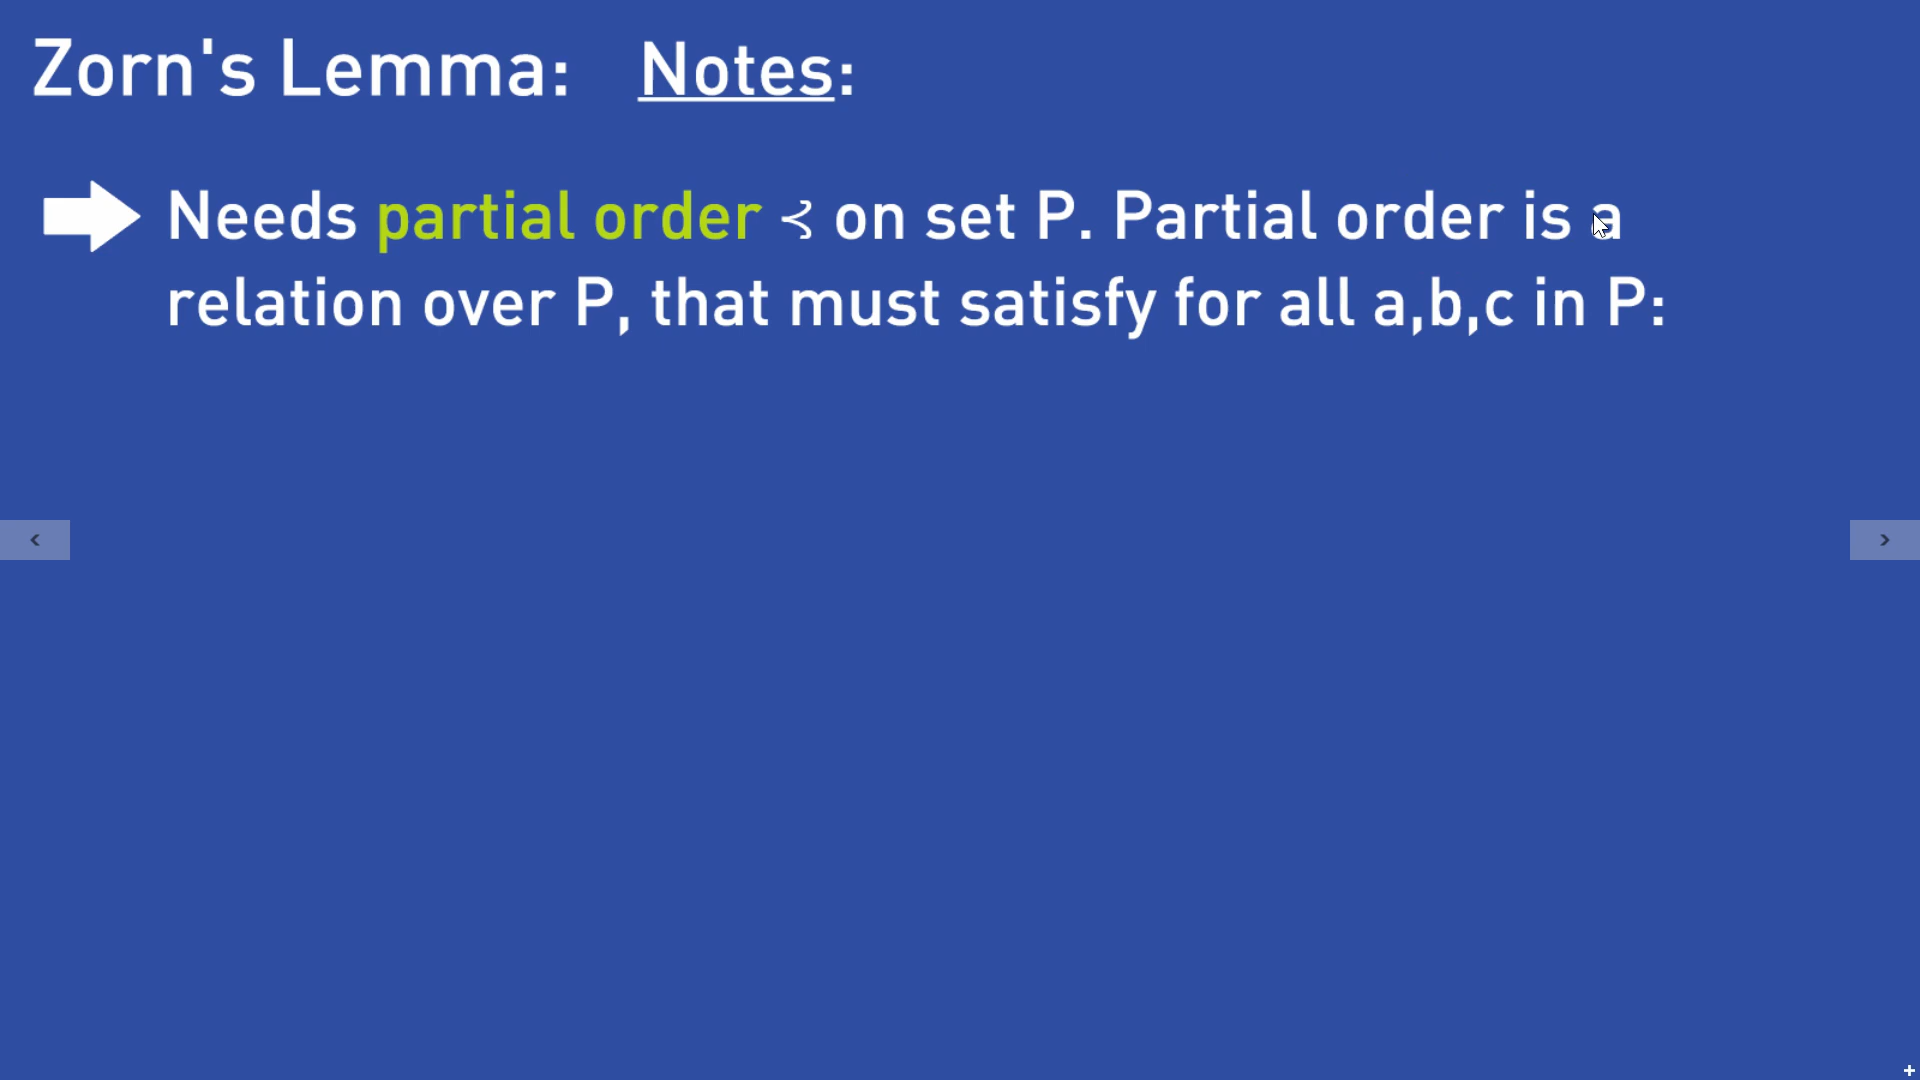 Zorn's Lemma: Notes:
Needs partial order ≺ on set P. Partial order is a
relation over P, that must satisfy for all a,b,c in P: